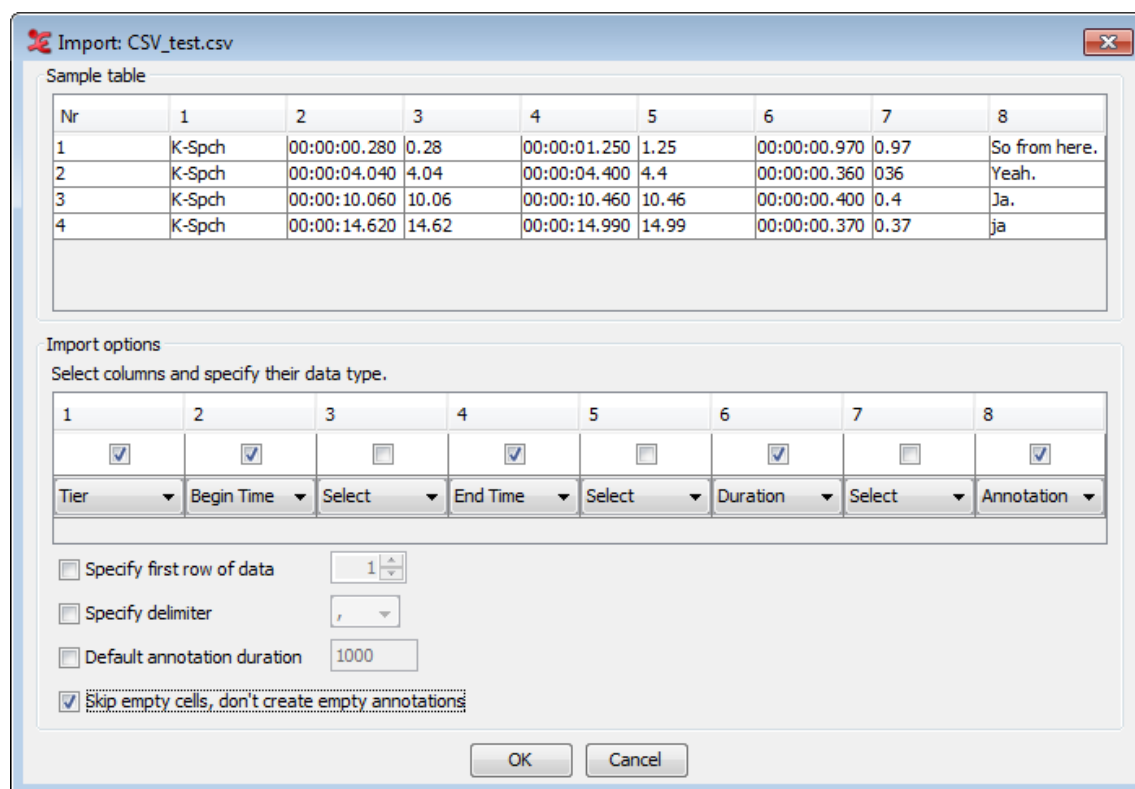 Import: CSV_test.csv
Sample table
Nr 1 2 3 4 5 6 7 8
1 K-Spch 00:00:00.280 0.28 00:00:01.250 1.25 00:00:00.970 0.97 So from here.
2 K-Spch 00:00:04.040 4.04 00:00:04.400 4.4 00:00:00.360 036 Yeah.
3 K-Spch 00:00:10.060 10.06 00:00:10.460 10.46 00:00:00.400 0.4 Ja.
4 K-Spch 00:00:14.620 14.62 00:00:14.990 14.99 00:00:00.370 0.37 ja
Import options
Select columns and specify their data type.
1 2 3 4 5 6 7 8
Tier Begin Time Select End Time Select Duration Select Annotation
Specify first row of data 1
Specify delimiter ,
Default annotation duration 1000
Skip empty cells, don't create empty annotations
OK Cancel